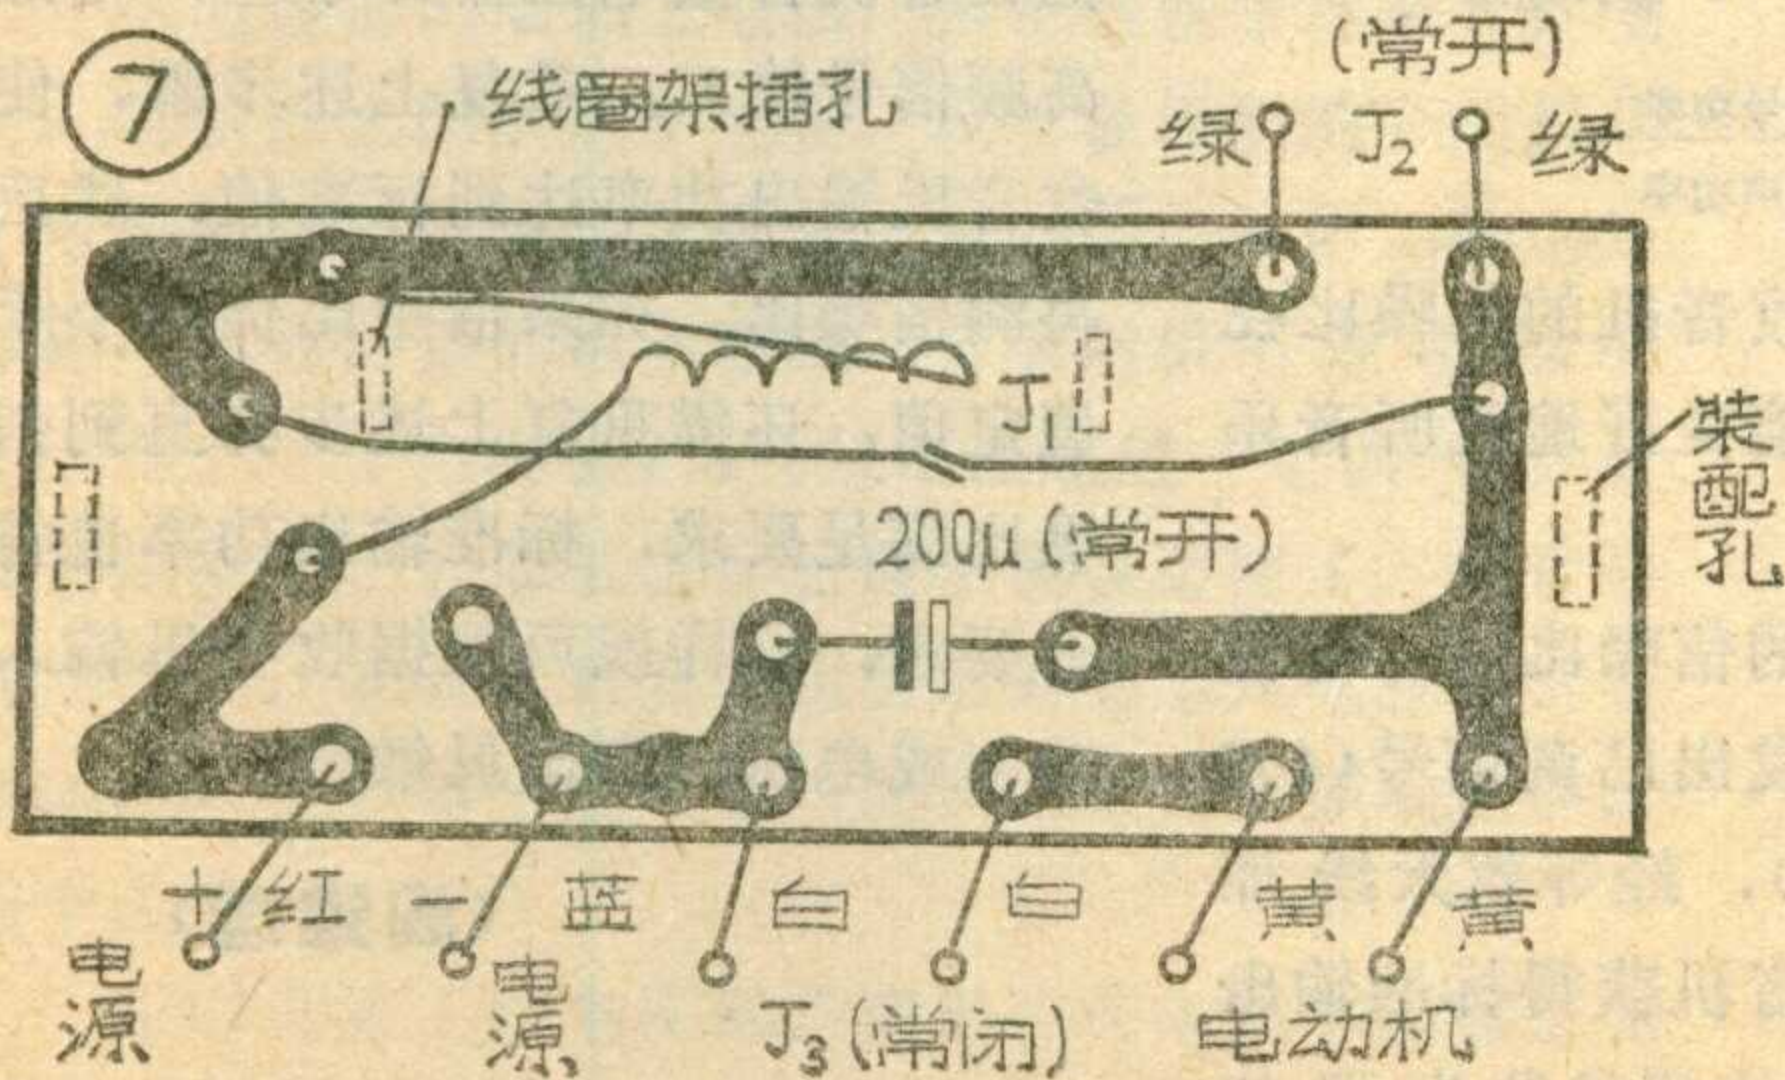 (常开)
⑦
线圈架插孔
绿 J₂ 绿
J₁
装配孔
200μ(常开)
+ 红 − 蓝 白 白 黄 黄
电源
电源
J₃(常闭)
电动机